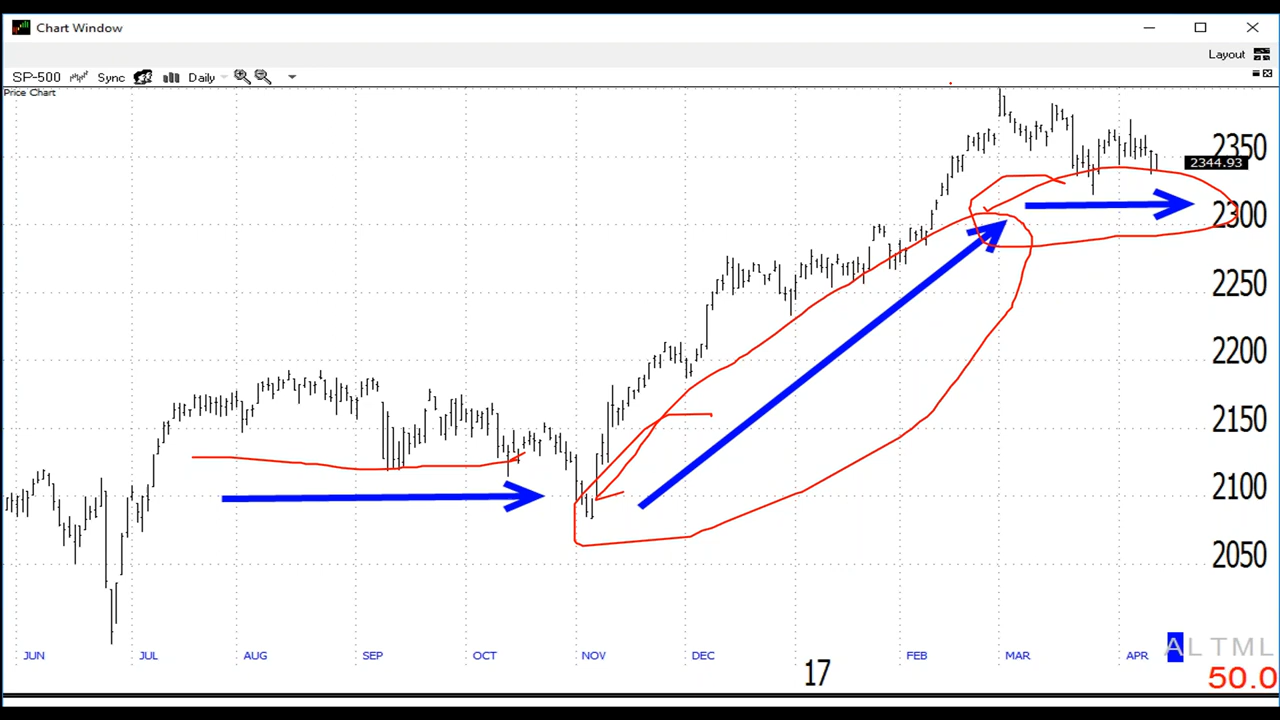 Chart Window
Layout
SP-500 Sync Daily
Price Chart
2350
2344.93
2300
2250
2200
2150
2100
2050
JUN JUL AUG SEP OCT NOV DEC 17 FEB MAR APR
ALTML
50.0